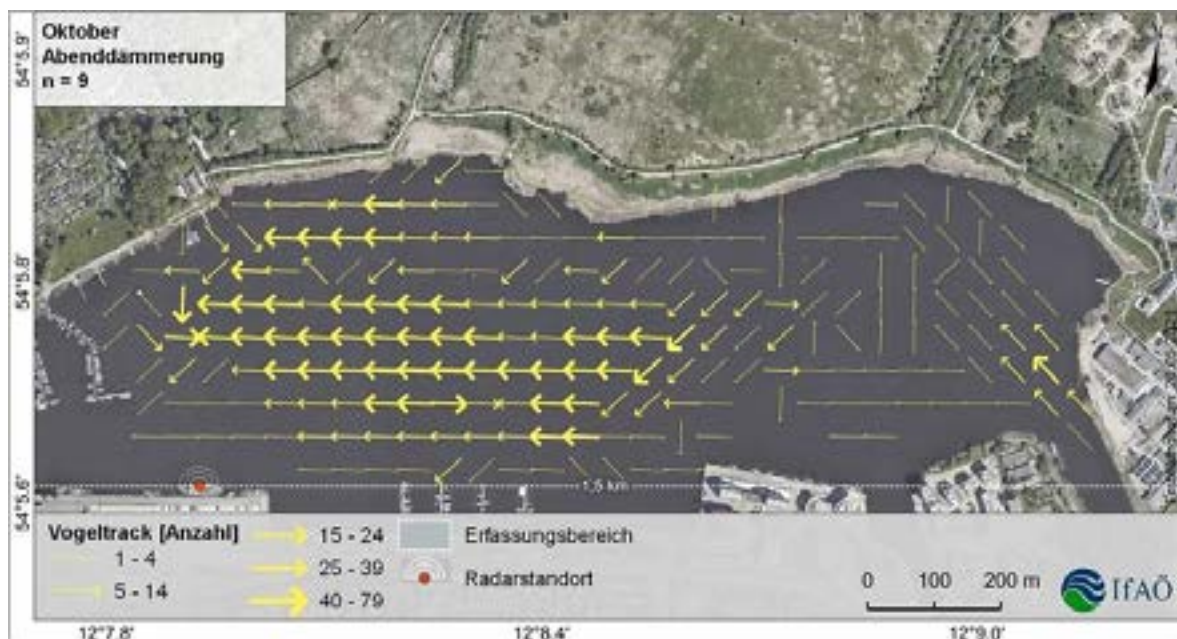 Oktober
Abenddämmerung
n = 9
54°5.9'
54°5.8'
54°5.6'
1,5 km
Vogeltrack [Anzahl]
1 - 4
5 - 14
15 - 24
25 - 39
40 - 79
Erfassungsbereich
Radarstandort
0 100 200 m
IfAÖ
12°7.8' 12°8.4' 12°9.0'